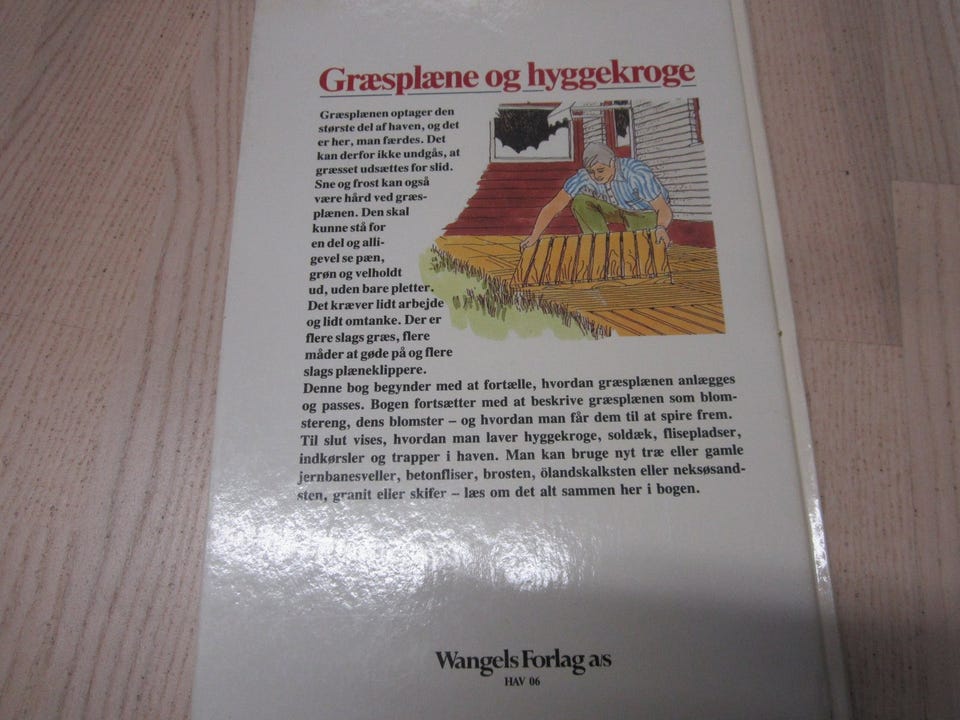 Græsplæne og hyggekroge
Græsplænen optager den
største del af haven, og det
er her, man færdes. Det
kan derfor ikke undgås, at
græsset udsættes for slid.
Sne og frost kan også
være hård ved græs-
plænen. Den skal
kunne stå for
en del og alli-
gevel se pæn,
grøn og velholdt
ud, uden bare pletter.
Det kræver lidt arbejde
og lidt omtanke. Der er
flere slags græs, flere
måder at gøde på og flere
slags plæneklippere.
Denne bog begynder med at fortælle, hvordan græsplænen anlægges
og passes. Bogen fortsætter med at beskrive græsplænen som blom-
stereng, dens blomster – og hvordan man får dem til at spire frem.
Til slut vises, hvordan man laver hyggekroge, soldæk, flisepladser,
indkørsler og trapper i haven. Man kan bruge nyt træ eller gamle
jernbanesveller, betonfliser, brosten, ölandskalksten eller neksøsand-
sten, granit eller skifer – læs om det alt sammen her i bogen.
Wangels Forlag a/s
HAV 06